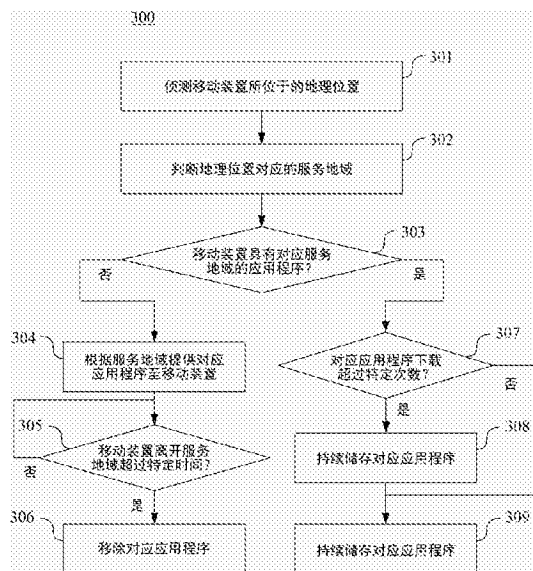 300
301
侦测移动装置所位于的地理位置
302
判断地理位置对应的服务地域
303
移动装置具有对应服务
地域的应用程序？
否
是
304
根据服务地域提供对应
应用程序至移动装置
307
对应应用程序下载
超过特定次数？
否
是
305
移动装置离开服务
地域超过特定时间？
否
是
308
持续储存对应应用程序
306
移除对应应用程序
309
持续储存对应应用程序